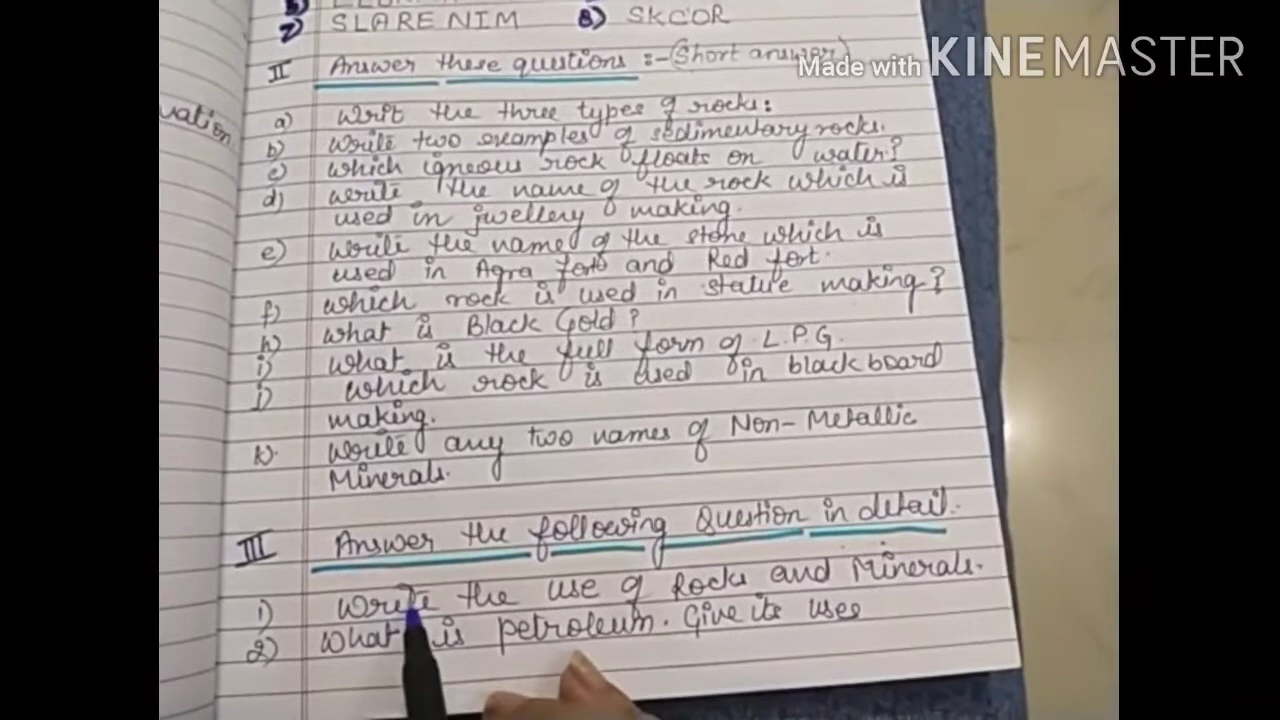 7) SLARE NIM 8) SKCOR
II Answer these questions :- (Short answer)
Made with KINEMASTER
vation
a) Writ the three types of rocks:
b) Write two examples of sedimentary rocks.
c) which igneous rock floats on water?
d) write the name of the rock which is
used in jwellery making.
e) write the name of the stone which is
used in Agra fort and Red fort.
f) which rock is used in statue making?
h) what is Black Gold?
i) what is the full form of L.P.G.
j) which rock is used in black board
making.
k) write any two names of Non-Metallic
Minerals.
III Answer the following Question in detail.
1) Write the use of Rocks and Minerals.
2) What is petroleum. Give its uses